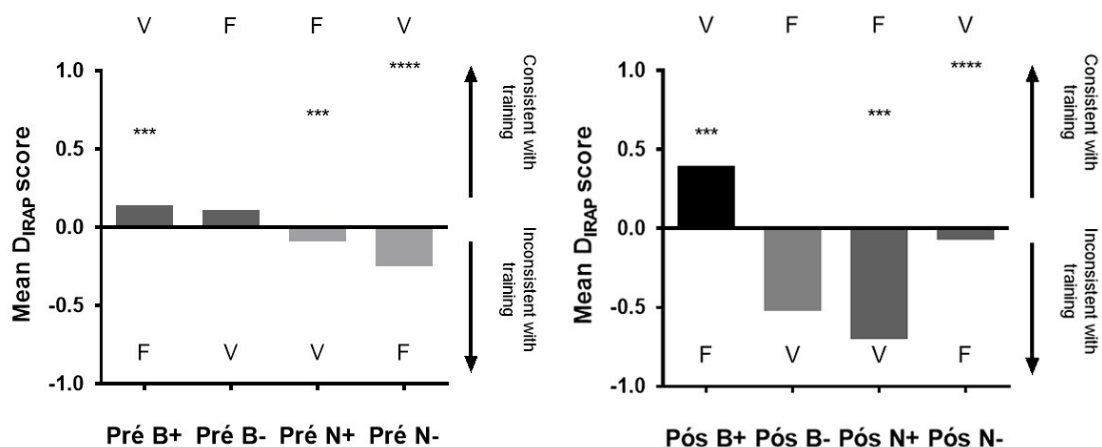 V F F V
****
***
***
1.0
0.5
0.0
-0.5
-1.0
Mean DIRAP score
F V V F
Pré B+ Pré B- Pré N+ Pré N-
Consistent with
training
Inconsistent with
training
V F F V
****
***
***
1.0
0.5
0.0
-0.5
-1.0
Mean DIRAP score
F V V F
Pós B+ Pós B- Pós N+ Pós N-
Consistent with
training
Inconsistent with
training